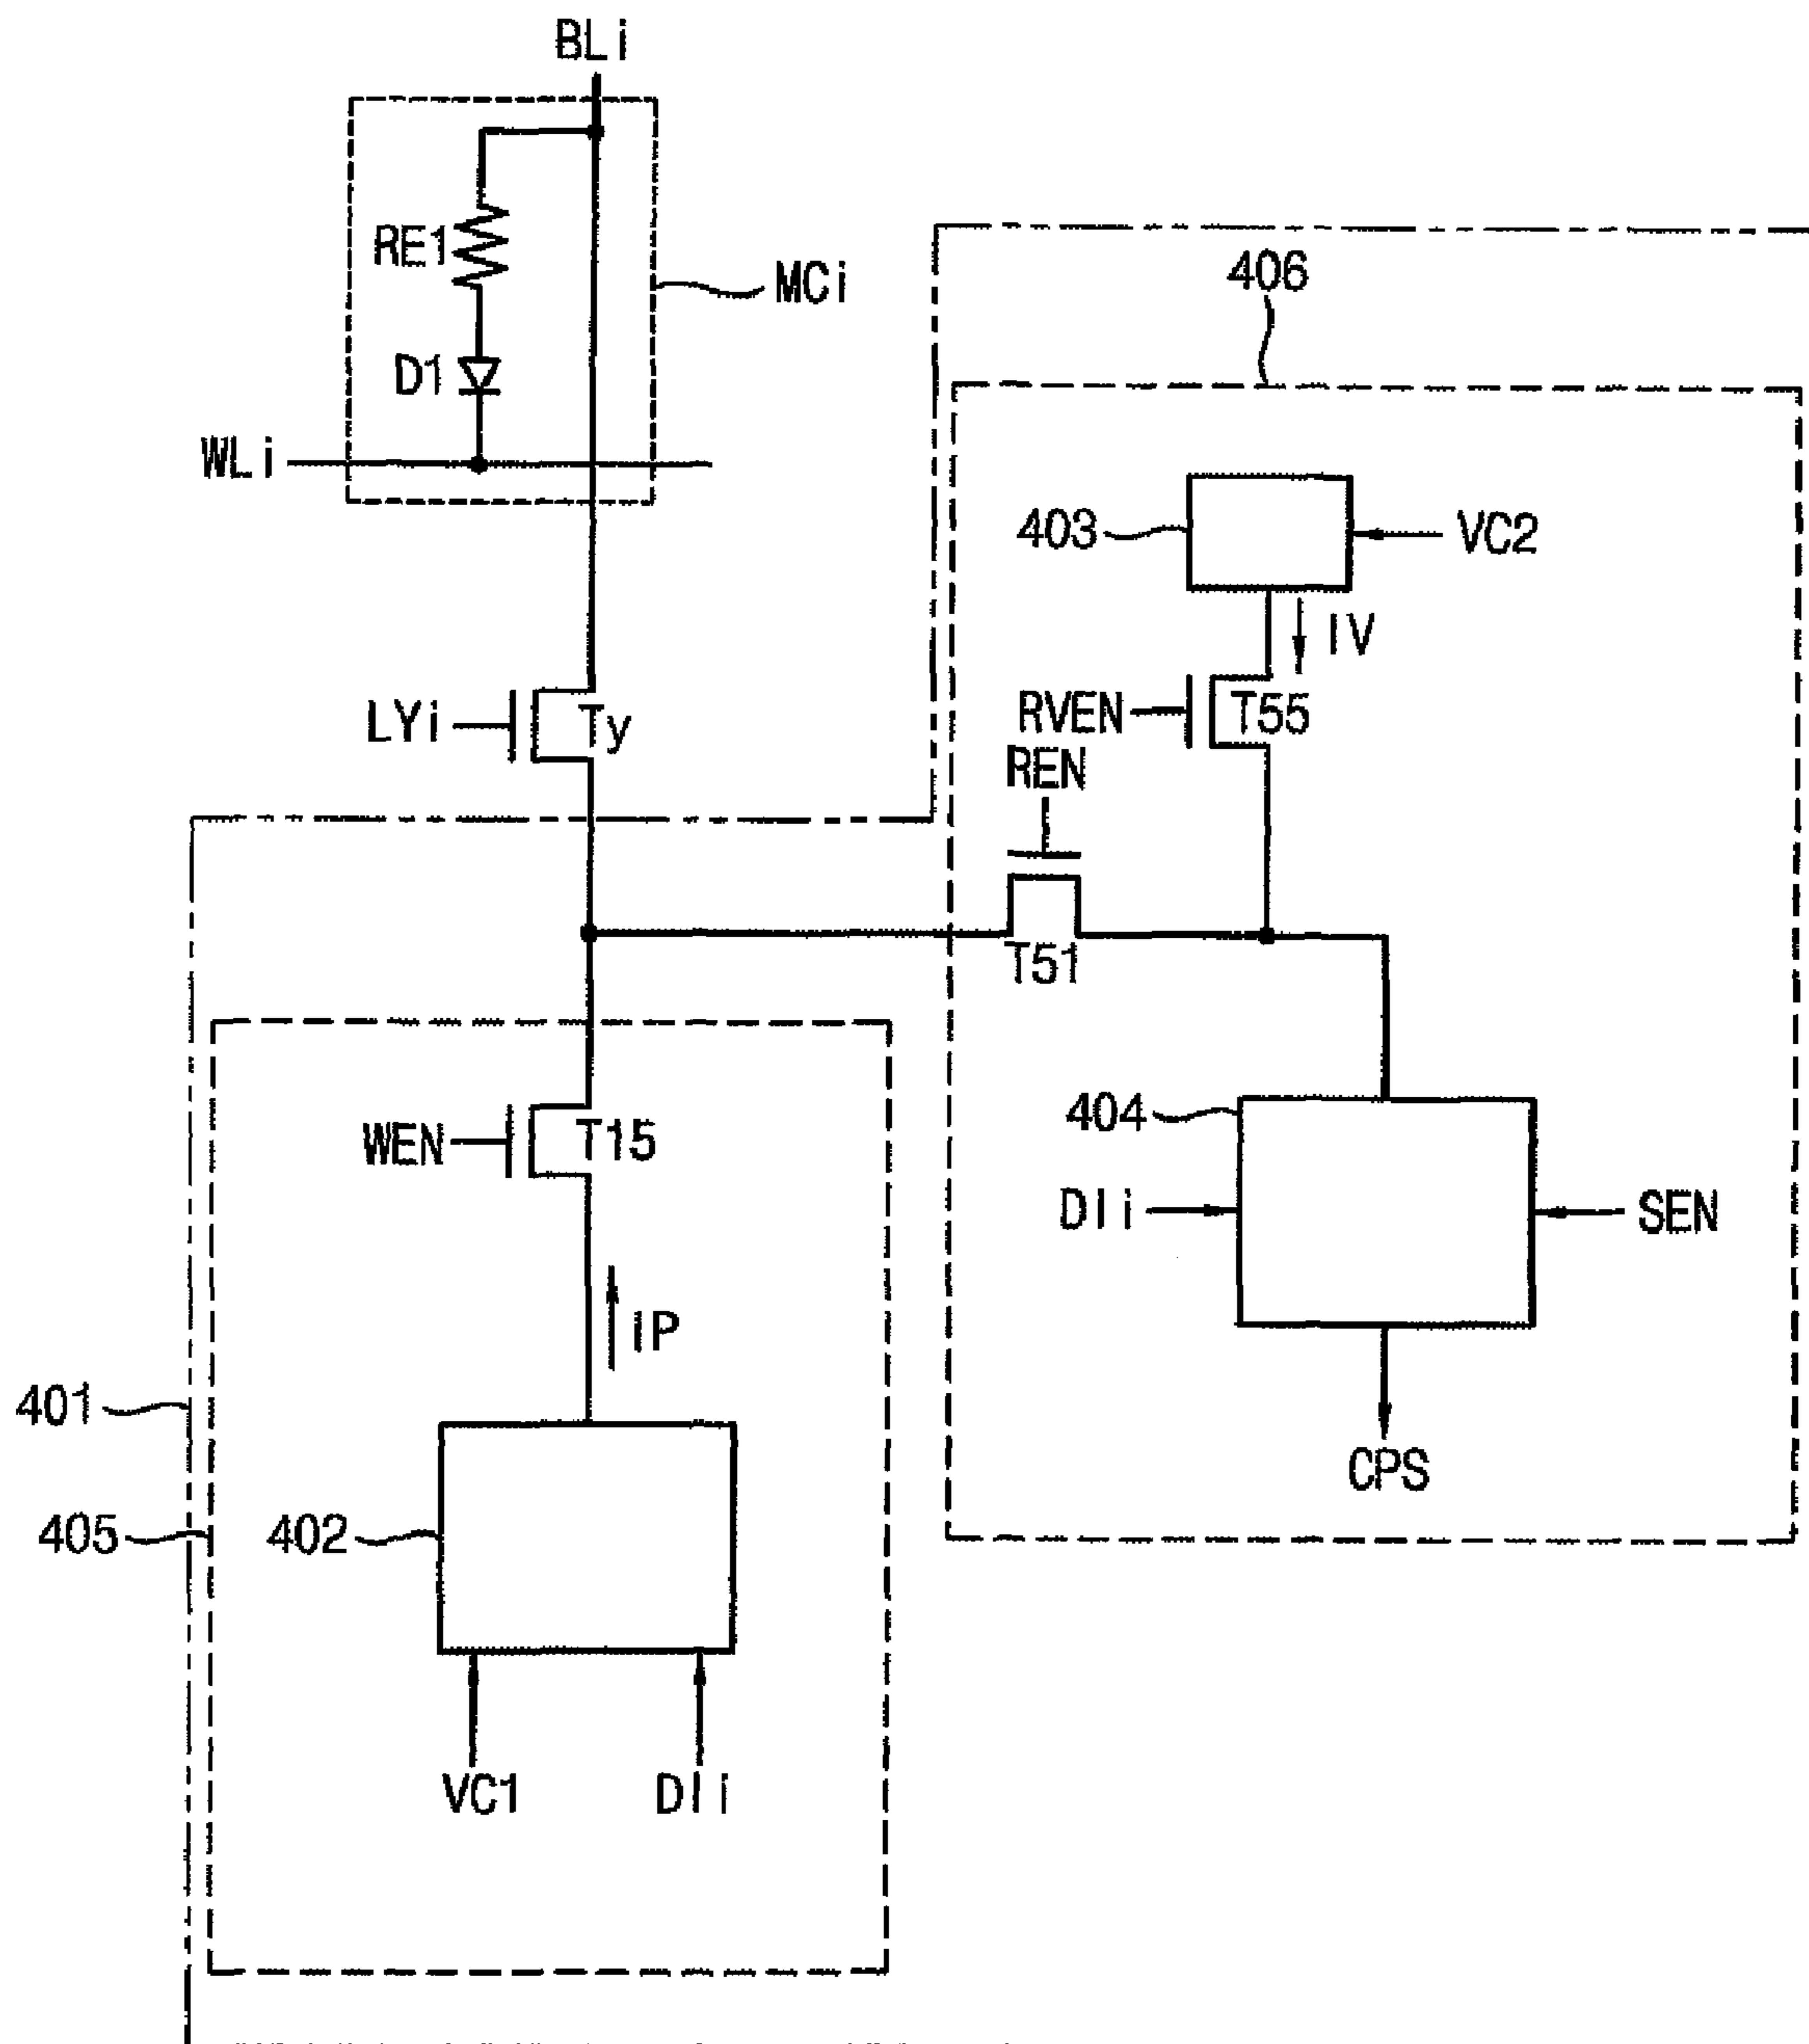 BLi
RE1
MCi
D1
WLi
406
403
VC2
IV
LYi
Ty
RVEN
T55
REN
T51
WEN
T15
404
DIi
SEN
IP
401
CPS
405
402
VC1
DIi